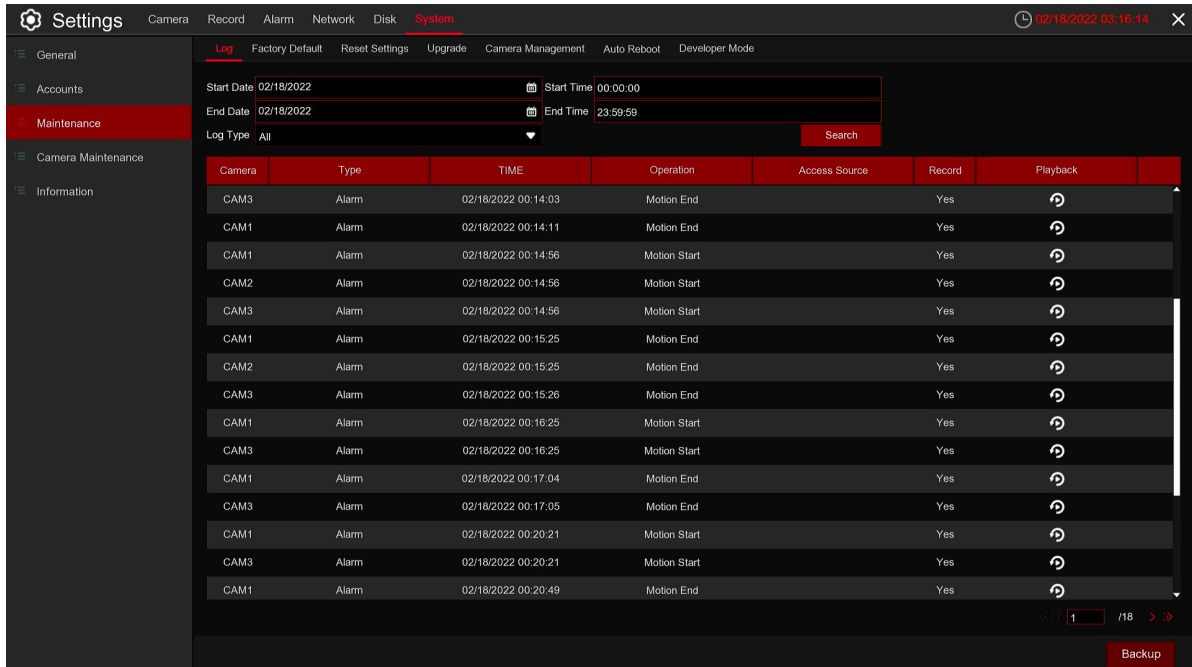 Settings Camera Record Alarm Network Disk System 02/18/2022 03:16:14
General
Accounts
Maintenance
Camera Maintenance
Information
Log Factory Default Reset Settings Upgrade Camera Management Auto Reboot Developer Mode
Start Date 02/18/2022 Start Time 00:00:00
End Date 02/18/2022 End Time 23:59:59
Log Type All Search
Camera Type TIME Operation Access Source Record Playback
CAM3 Alarm 02/18/2022 00:14:03 Motion End Yes
CAM1 Alarm 02/18/2022 00:14:11 Motion End Yes
CAM1 Alarm 02/18/2022 00:14:56 Motion Start Yes
CAM2 Alarm 02/18/2022 00:14:56 Motion Start Yes
CAM3 Alarm 02/18/2022 00:14:56 Motion Start Yes
CAM1 Alarm 02/18/2022 00:15:25 Motion End Yes
CAM2 Alarm 02/18/2022 00:15:25 Motion End Yes
CAM3 Alarm 02/18/2022 00:15:26 Motion End Yes
CAM1 Alarm 02/18/2022 00:16:25 Motion Start Yes
CAM3 Alarm 02/18/2022 00:16:25 Motion Start Yes
CAM1 Alarm 02/18/2022 00:17:04 Motion End Yes
CAM3 Alarm 02/18/2022 00:17:05 Motion End Yes
CAM1 Alarm 02/18/2022 00:20:21 Motion Start Yes
CAM3 Alarm 02/18/2022 00:20:21 Motion Start Yes
CAM1 Alarm 02/18/2022 00:20:49 Motion End Yes
1 /18
Backup